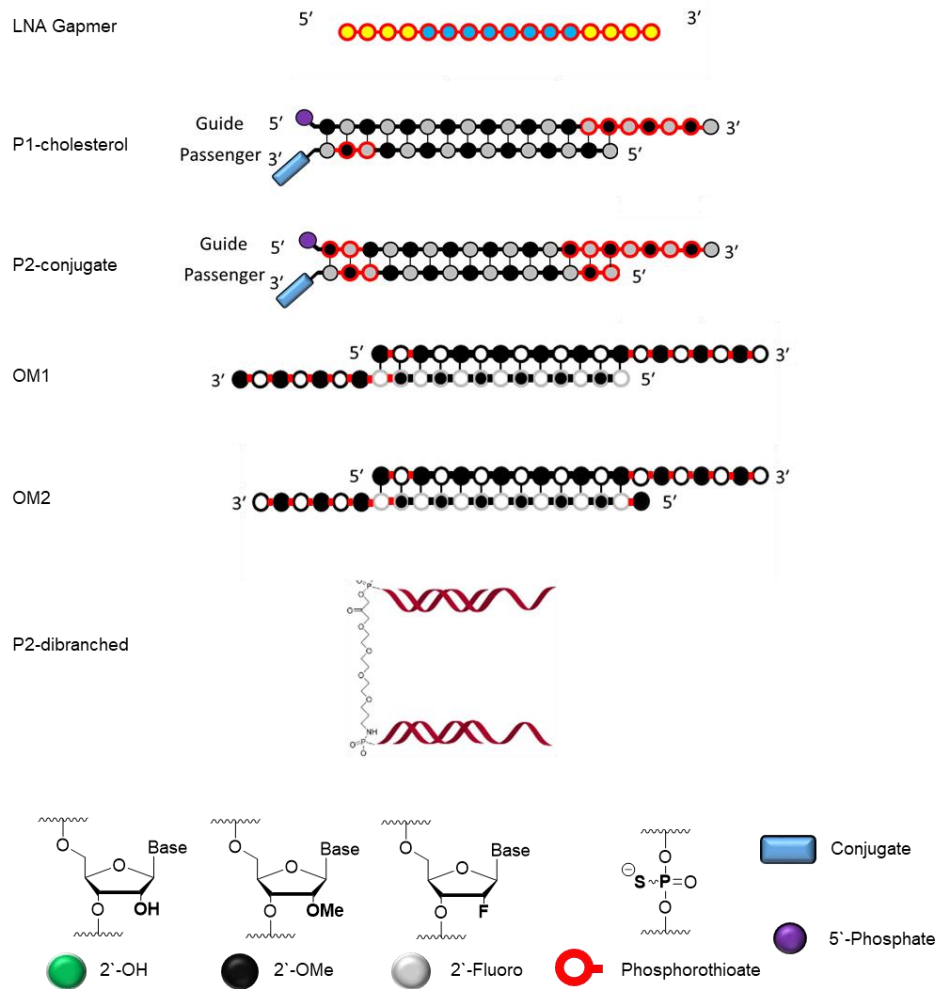 LNA Gapmer 5′ 3′
Guide 5′ 3′
P1-cholesterol
Passenger 3′ 5′
Guide 5′ 3′
P2-conjugate
Passenger 3′ 5′
5′ 3′
OM1 3′ 5′
5′ 3′
OM2 3′ 5′
O P
O
O
O
P2-dibranched
O
O
O
NH
O P
O
Base Base Base
O O O O O O O
S P O
⊖
O OH O OMe O F O
Conjugate
5`-Phosphate
2`-OH 2`-OMe 2`-Fluoro Phosphorothioate